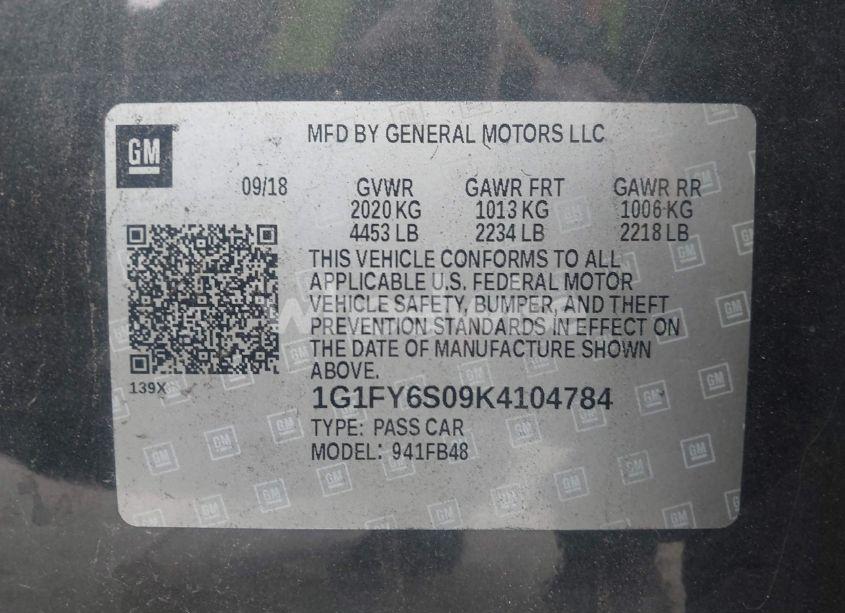 GM
MFD BY GENERAL MOTORS LLC
09/18 GVWR GAWR FRT GAWR RR
2020 KG 1013 KG 1006 KG
4453 LB 2234 LB 2218 LB
THIS VEHICLE CONFORMS TO ALL
APPLICABLE U.S. FEDERAL MOTOR
VEHICLE SAFETY, BUMPER, AND THEFT
PREVENTION STANDARDS IN EFFECT ON
THE DATE OF MANUFACTURE SHOWN
ABOVE.
139X
1G1FY6S09K4104784
TYPE: PASS CAR
MODEL: 941FB48